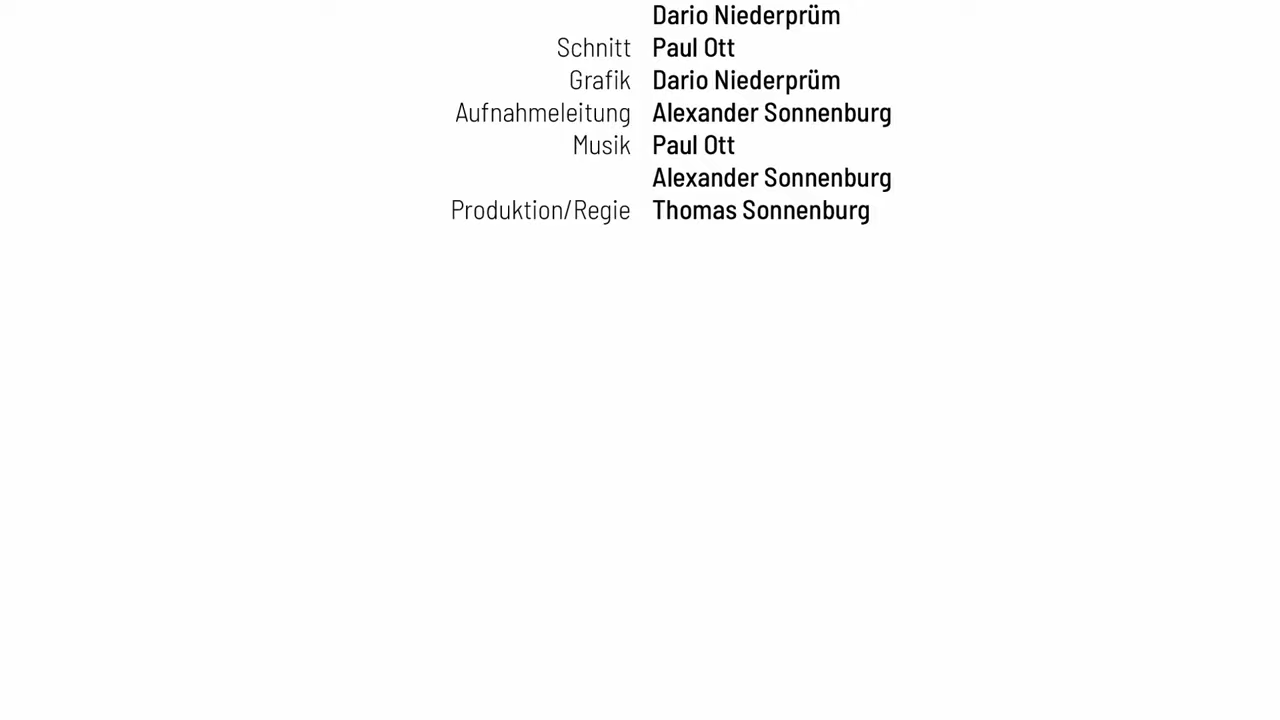 Dario Niederprüm
Schnitt Paul Ott
Grafik Dario Niederprüm
Aufnahmeleitung Alexander Sonnenburg
Musik Paul Ott
Alexander Sonnenburg
Produktion/Regie Thomas Sonnenburg